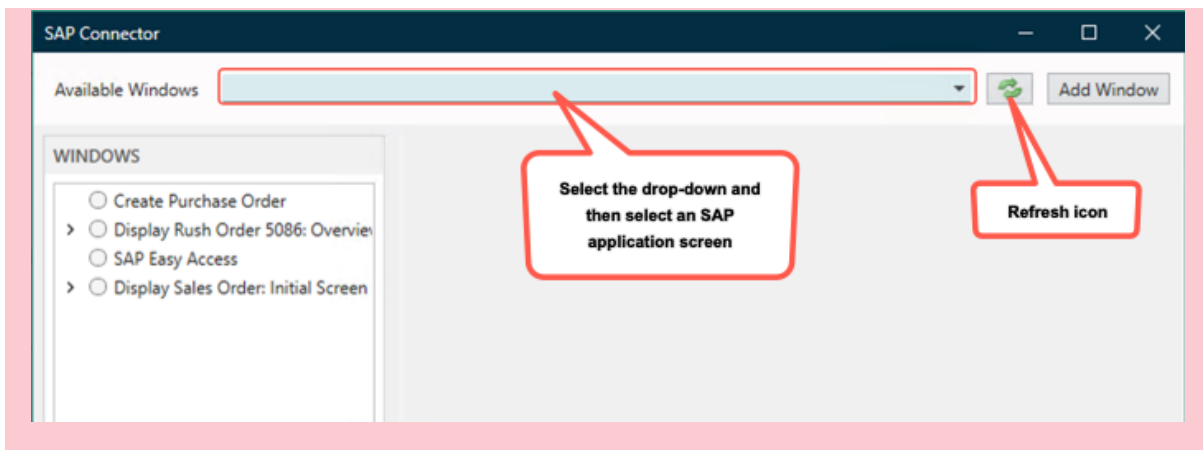 SAP Connector
Available Windows
Add Window
WINDOWS
Create Purchase Order
Display Rush Order 5086: Overview
SAP Easy Access
Display Sales Order: Initial Screen
Select the drop-down and
then select an SAP
application screen
Refresh icon